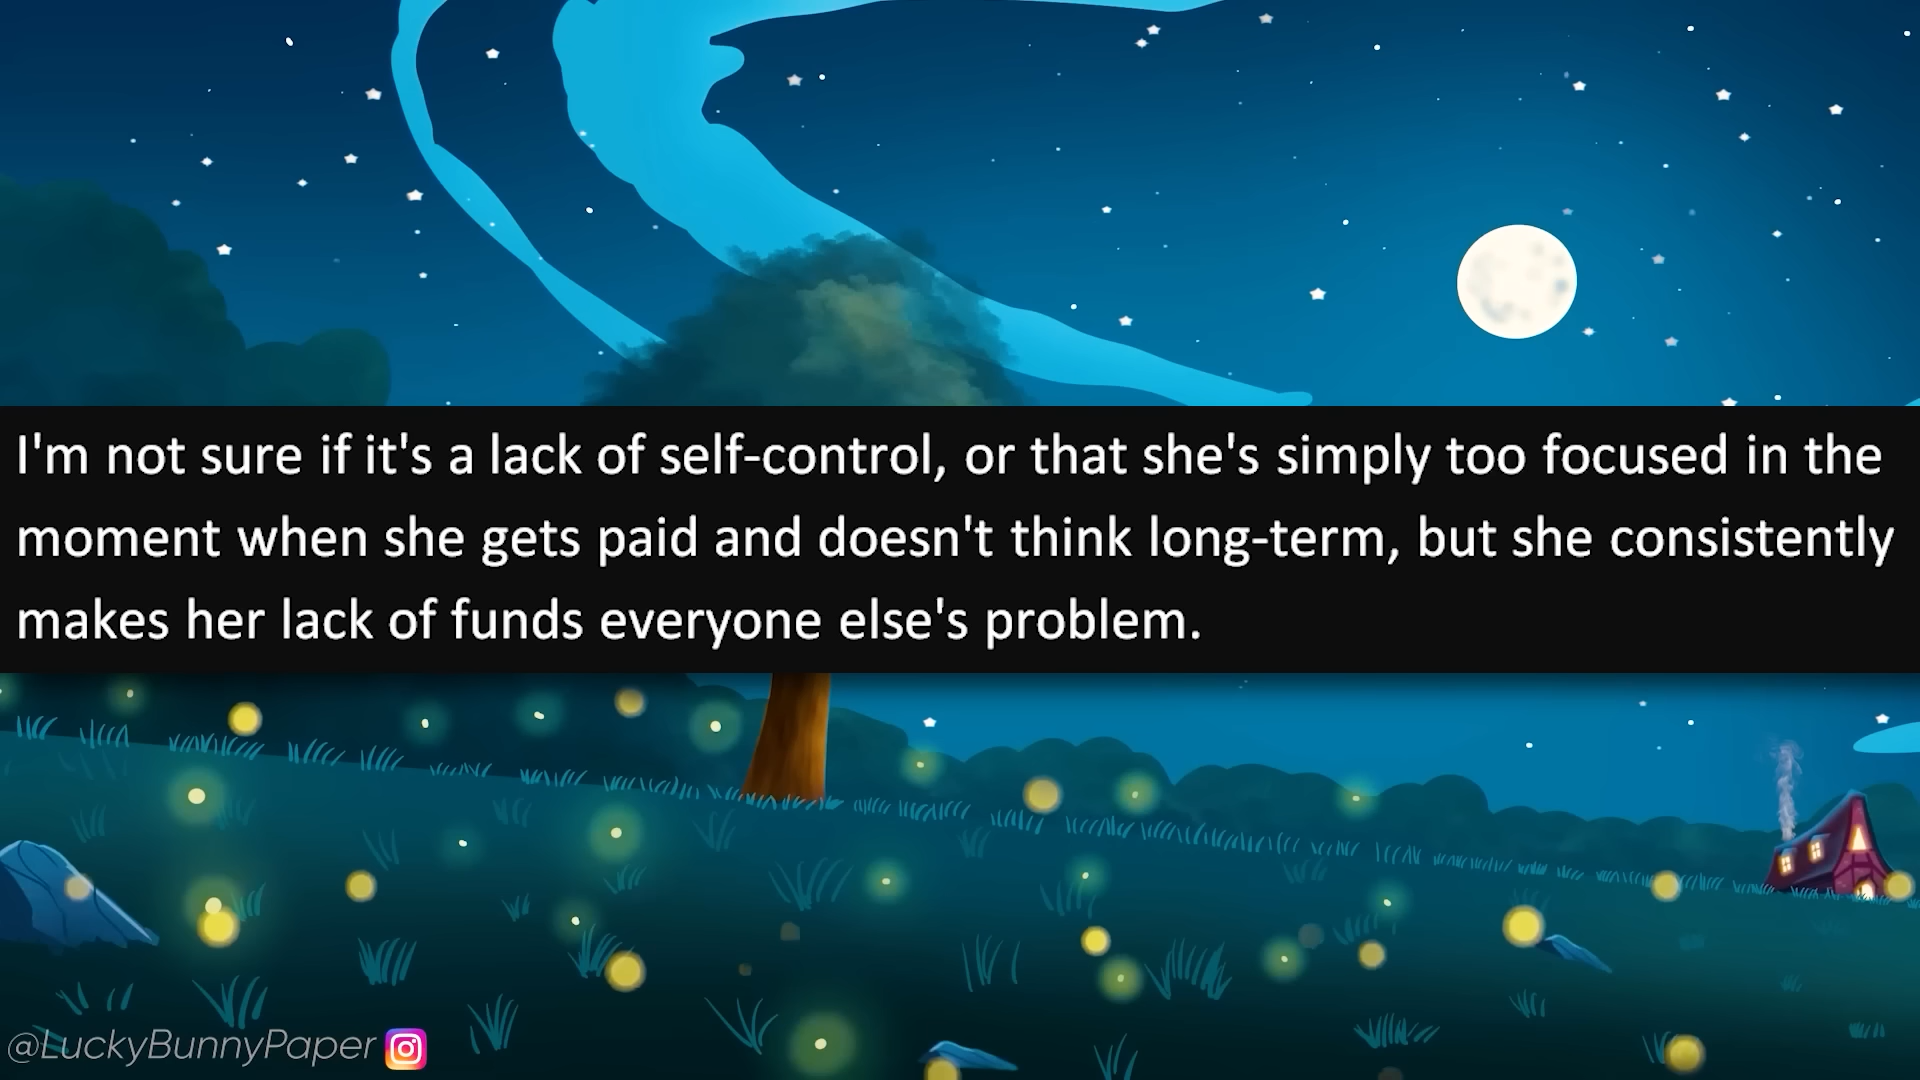 I'm not sure if it's a lack of self-control, or that she's simply too focused in the
moment when she gets paid and doesn't think long-term, but she consistently
makes her lack of funds everyone else's problem.
@LuckyBunnyPaper